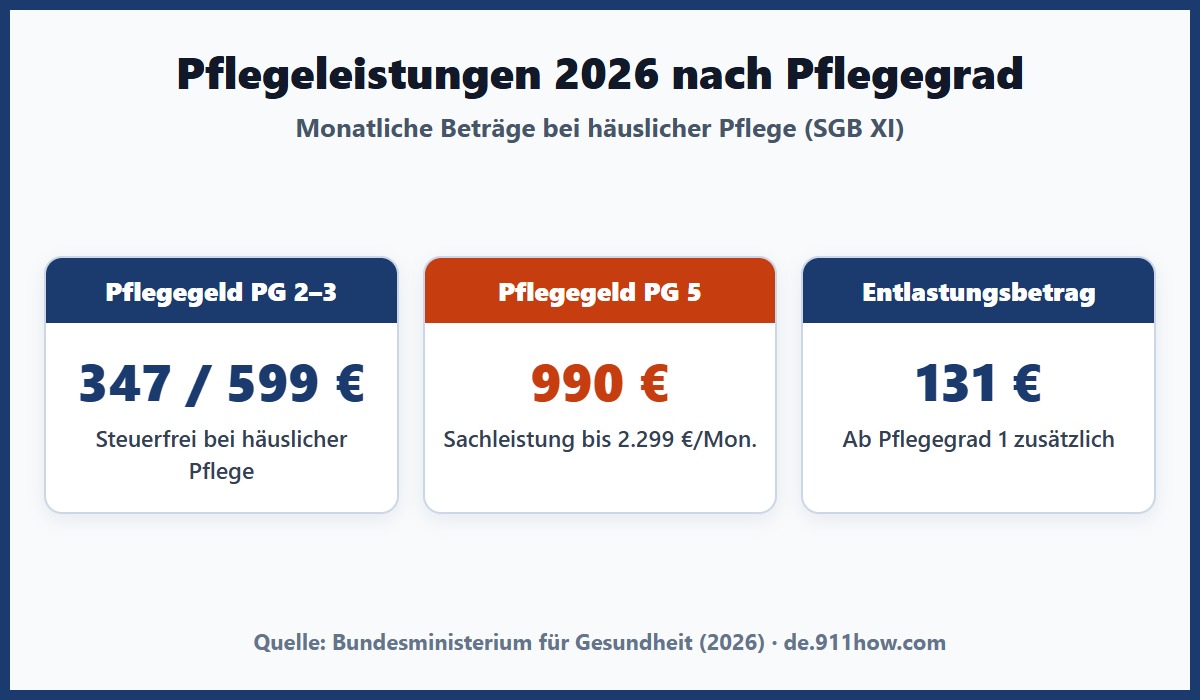 Pflegeleistungen 2026 nach Pflegegrad
Monatliche Beträge bei häuslicher Pflege (SGB XI)
Pflegegeld PG 2–3
347 / 599 €
Steuerfrei bei häuslicher
Pflege
Pflegegeld PG 5
990 €
Sachleistung bis 2.299 €/Mon.
Entlastungsbetrag
131 €
Ab Pflegegrad 1 zusätzlich
Quelle: Bundesministerium für Gesundheit (2026) · de.911how.com